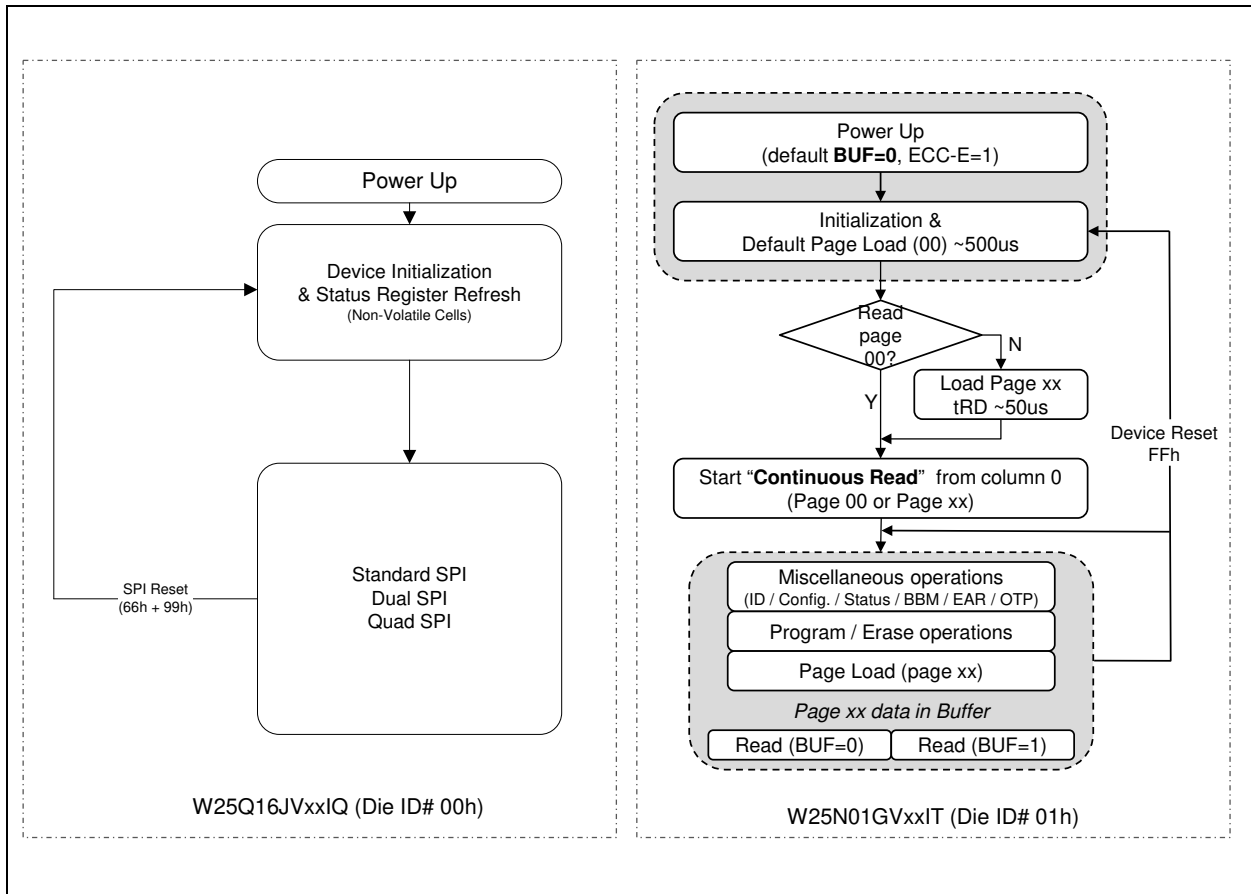 Power Up
Device Initialization
& Status Register Refresh
(Non-Volatile Cells)
SPI Reset
(66h + 99h)
Standard SPI
Dual SPI
Quad SPI
W25Q16JVxxIQ (Die ID# 00h)
Power Up
(default BUF=0, ECC-E=1)
Initialization &
Default Page Load (00) ~500us
Read
page
00?
N
Load Page xx
tRD ~50us
Y
Device Reset
FFh
Start “Continuous Read” from column 0
(Page 00 or Page xx)
Miscellaneous operations
(ID / Config. / Status / BBM / EAR / OTP)
Program / Erase operations
Page Load (page xx)
Page xx data in Buffer
Read (BUF=0)
Read (BUF=1)
W25N01GVxxIT (Die ID# 01h)